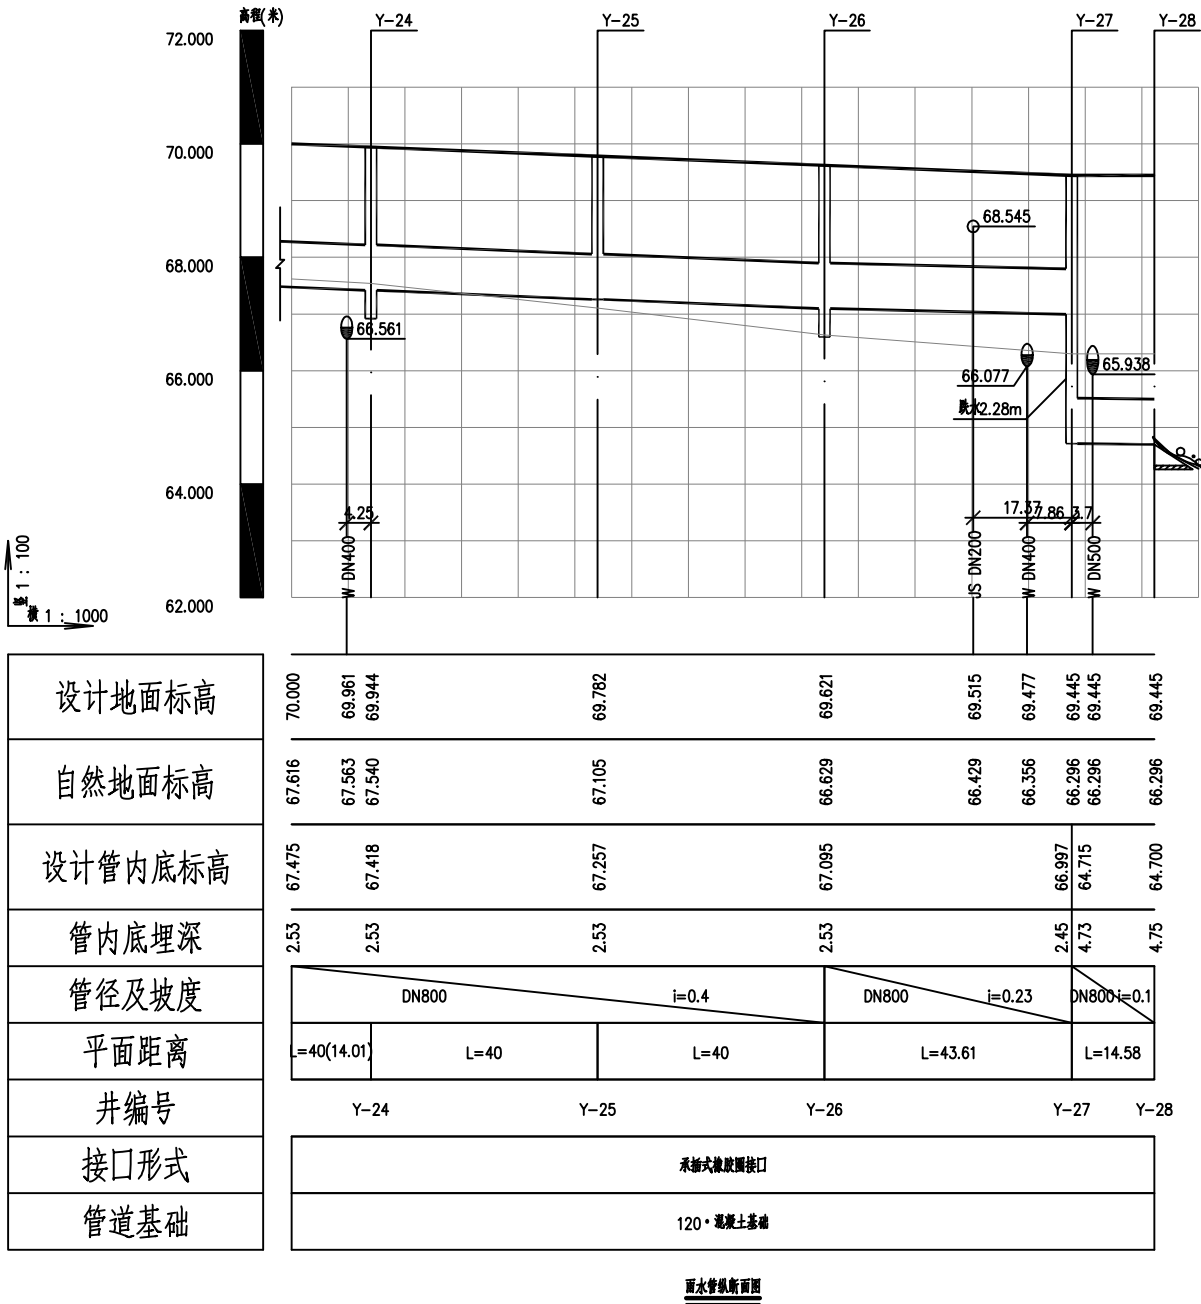 高程(米)
Y-24
Y-25
Y-26
Y-27
Y-28
72.000
70.000
68.545
68.000
66.561
66.000
66.077
65.938
跌水2.28m
64.000
4.25
17.37
7.86
3.7
W DN400
JS DN200
W DN400
W DN500
62.000
竖 1 : 100
横 1 : 1000
设计地面标高
70.000
69.961
69.944
69.782
69.621
69.515
69.477
69.445
69.445
69.445
自然地面标高
67.616
67.563
67.540
67.105
66.629
66.429
66.356
66.296
66.296
66.296
设计管内底标高
67.475
67.418
67.257
67.095
66.997
64.715
64.700
管内底埋深
2.53
2.53
2.53
2.53
2.45
4.73
4.75
管径及坡度
DN800
i=0.4
DN800
i=0.23
DN800
i=0.1
平面距离
L=40(14.01)
L=40
L=40
L=43.61
L=14.58
井编号
Y-24
Y-25
Y-26
Y-27
Y-28
接口形式
承插式橡胶圈接口
管道基础
120•混凝土基础
雨水管纵断面图